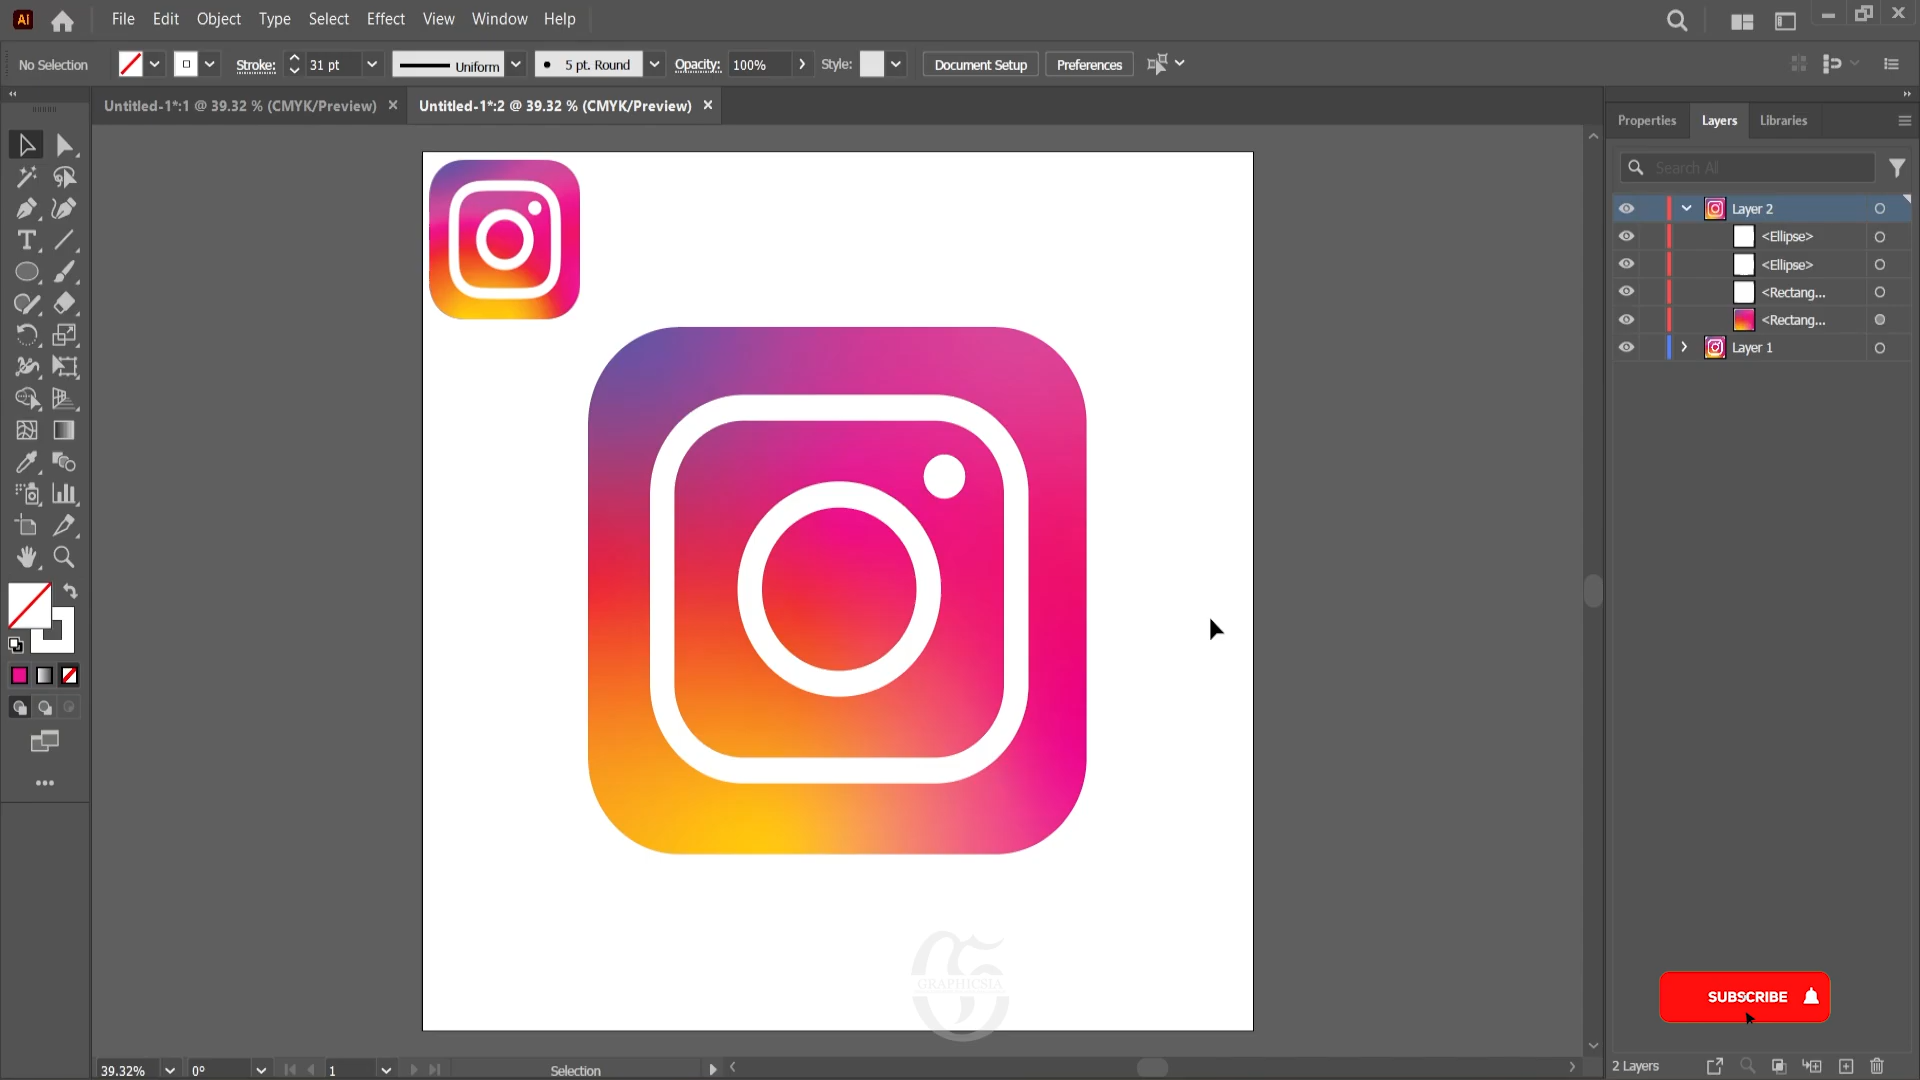 Ai File Edit Object Type Select Effect View Window Help
No Selection Stroke: 31 pt Uniform 5 pt. Round Opacity: 100% Style: Document Setup Preferences
Untitled-1*:1 @ 39.32 % (CMYK/Preview) × Untitled-1*:2 @ 39.32 % (CMYK/Preview) ×
Properties Layers Libraries
Search All
Layer 2
<Ellipse>
<Ellipse>
<Rectang...
<Rectang...
Layer 1
GRAPHICSIA
SUBSCRIBE
39.32% 0° 1 Selection
2 Layers